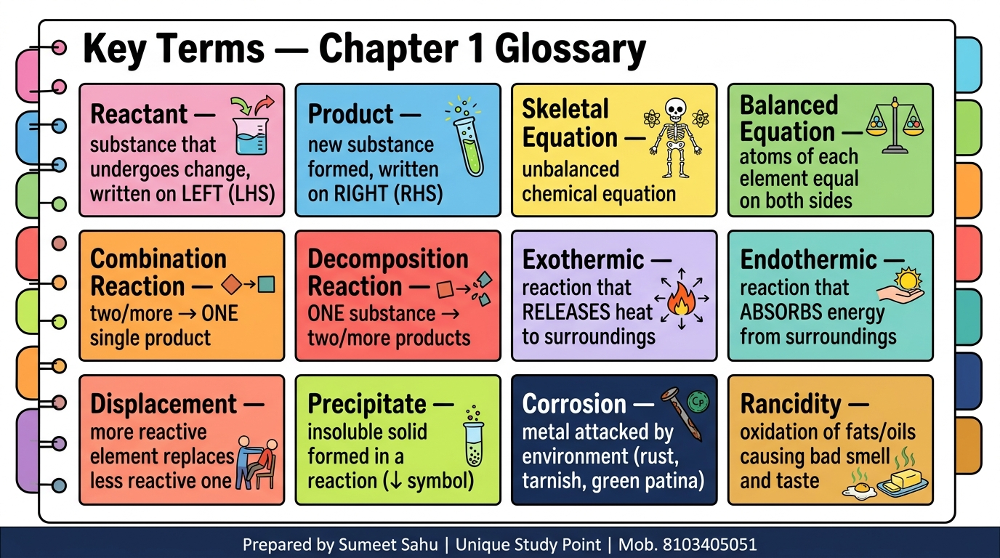 Key Terms — Chapter 1 Glossary
Reactant —
substance that
undergoes change,
written on LEFT (LHS)
Product —
new substance
formed, written
on RIGHT (RHS)
Skeletal
Equation —
unbalanced
chemical equation
Balanced
Equation —
atoms of each
element equal
on both sides
Combination
Reaction —
two/more → ONE
single product
Decomposition
Reaction —
ONE substance →
two/more products
Exothermic —
reaction that
RELEASES heat
to surroundings
Endothermic —
reaction that
ABSORBS energy
from surroundings
Displacement —
more reactive
element replaces
less reactive one
Precipitate —
insoluble solid
formed in a
reaction (↓ symbol)
Corrosion —
Cp
metal attacked by
environment (rust,
tarnish, green patina)
Rancidity —
oxidation of fats/oils
causing bad smell
and taste
Prepared by Sumeet Sahu | Unique Study Point | Mob. 8103405051